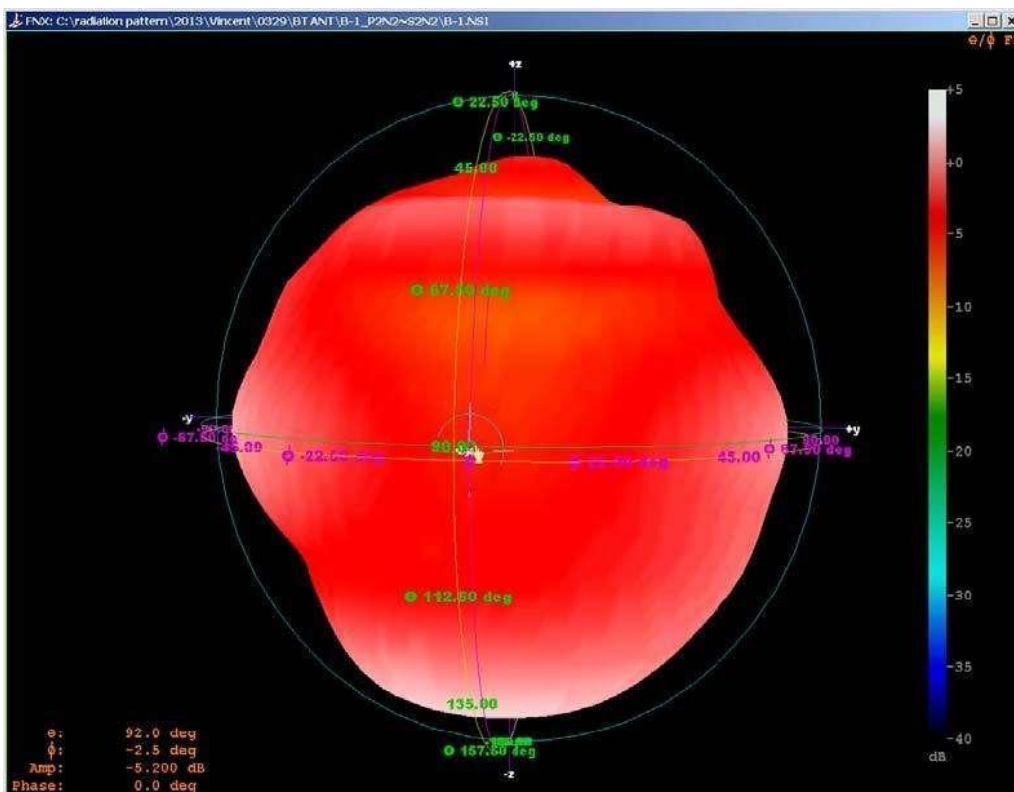 FNX: C:\radiation pattern\2013\Vincent\0329\BT ANT\B-1_P2N2~S2N2\B-1.NSI
Θ/ϕ F
+z
Θ 22.50 deg
Θ -22.50 deg
+5
45.00
+0
-5
Θ 67.50 deg
-10
-15
-y
+y
ϕ -67.50
90.00
ϕ 67.50 deg
90.00
ϕ -22.50 deg
45.00
-20
-25
Θ 112.50 deg
-30
-35
135.00
-40
Θ 157.50 deg
dB
-z
Θ: 92.0 deg
ϕ: -2.5 deg
Amp: -5.200 dB
Phase: 0.0 deg